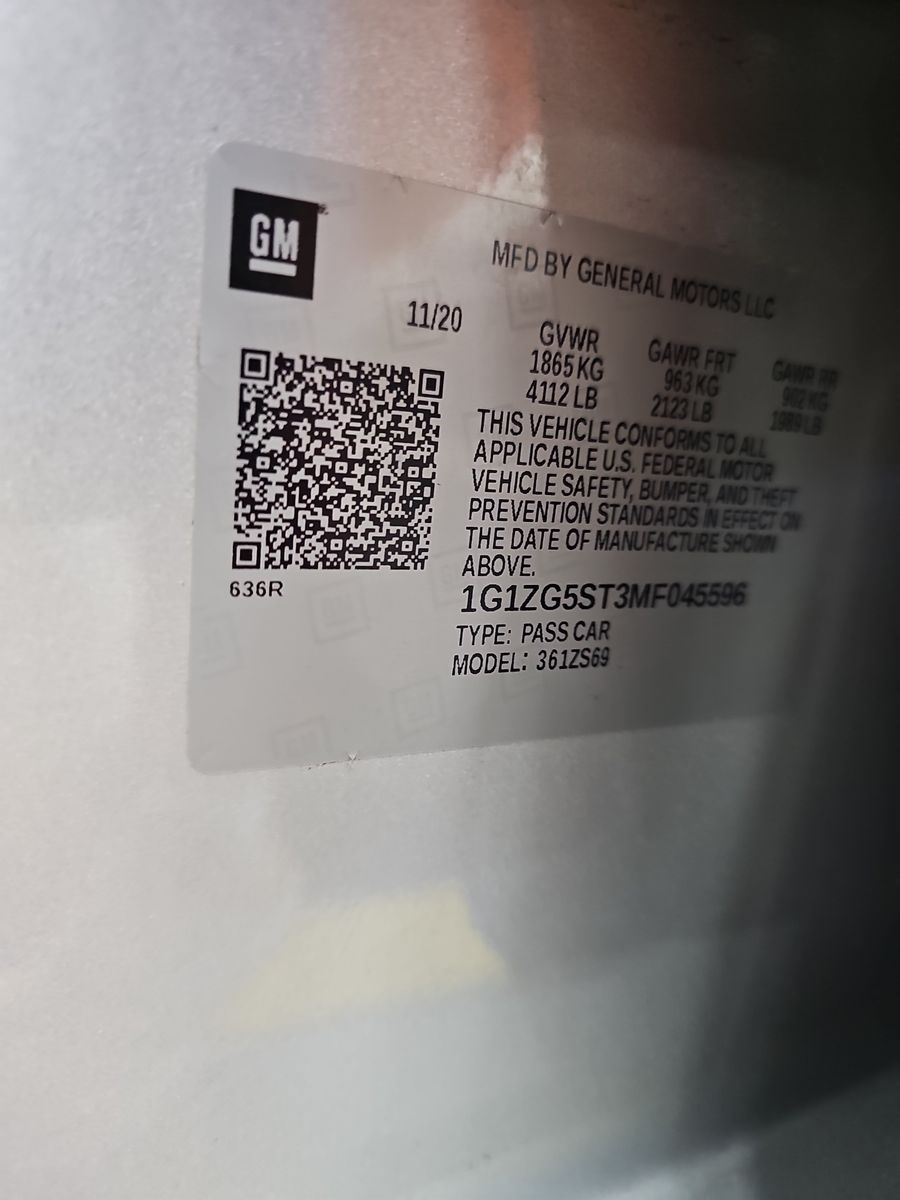 GM
MFD BY GENERAL MOTORS LLC
11/20
GVWR GAWR FRT GAWR RR
1865 KG 963 KG 902 KG
4112 LB 2123 LB 1989 LB
THIS VEHICLE CONFORMS TO ALL
APPLICABLE U.S. FEDERAL MOTOR
VEHICLE SAFETY, BUMPER, AND THEFT
PREVENTION STANDARDS IN EFFECT ON
THE DATE OF MANUFACTURE SHOWN
ABOVE.
636R
1G1ZG5ST3MF045596
TYPE: PASS CAR
MODEL: 361ZS69